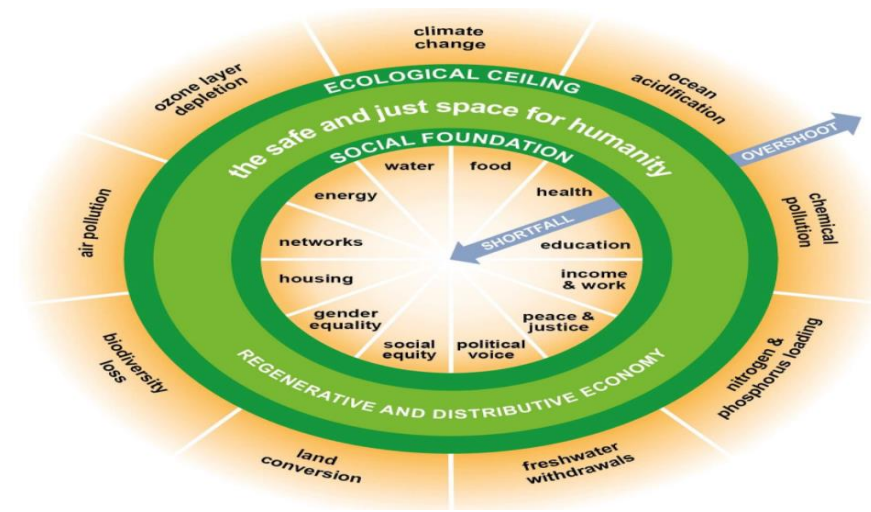 climate
change
ozone layer
depletion
ocean
acidification
ECOLOGICAL CEILING
the safe and just space for humanity
SOCIAL FOUNDATION
OVERSHOOT
water
food
energy
health
air pollution
chemical
pollution
SHORTFALL
networks
education
housing
income
& work
gender
equality
peace &
justice
social
equity
political
voice
biodiversity
loss
nitrogen &
phosphorus loading
REGENERATIVE AND DISTRIBUTIVE ECONOMY
land
conversion
freshwater
withdrawals